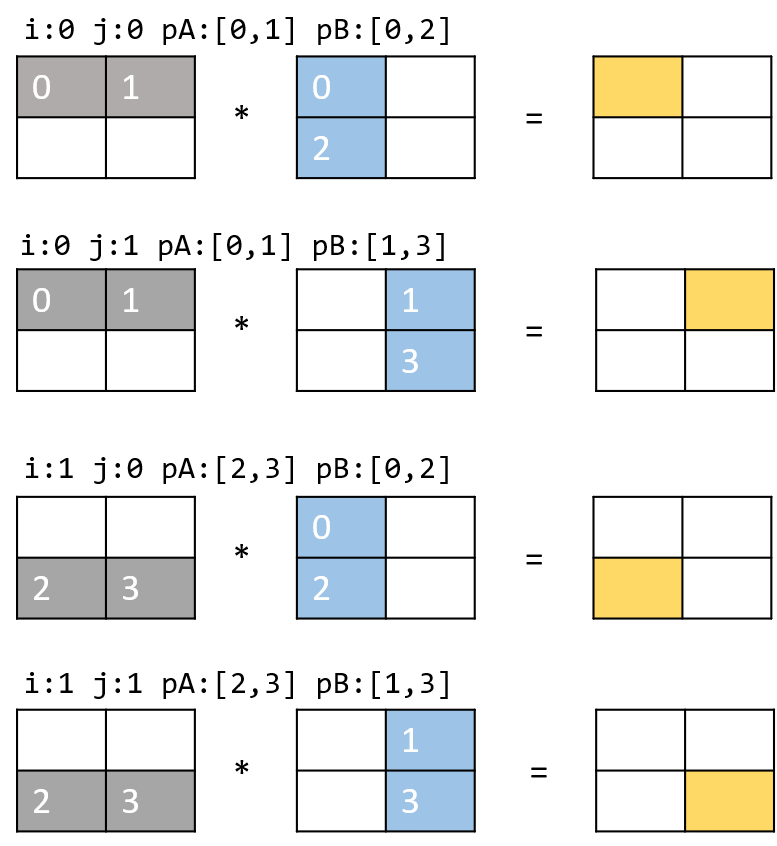 i:0 j:0 pA:[0,1] pB:[0,2]
0 1 0
* =
2
i:0 j:1 pA:[0,1] pB:[1,3]
0 1 1
* =
3
i:1 j:0 pA:[2,3] pB:[0,2]
0
* =
2 3 2
i:1 j:1 pA:[2,3] pB:[1,3]
1
* =
2 3 3